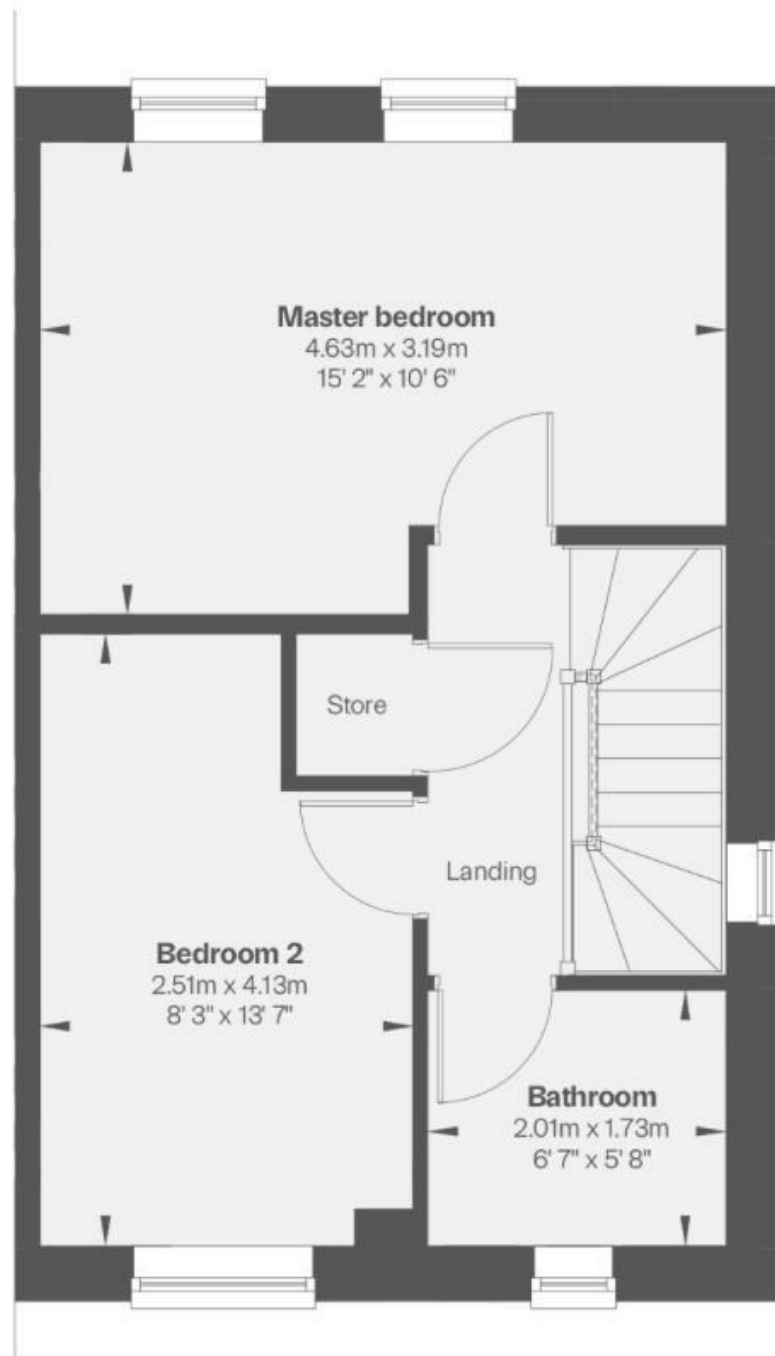 Master bedroom
4.63m x 3.19m
15' 2" x 10' 6"
Store
Landing
Bedroom 2
2.51m x 4.13m
8' 3" x 13' 7"
Bathroom
2.01m x 1.73m
6' 7" x 5' 8"